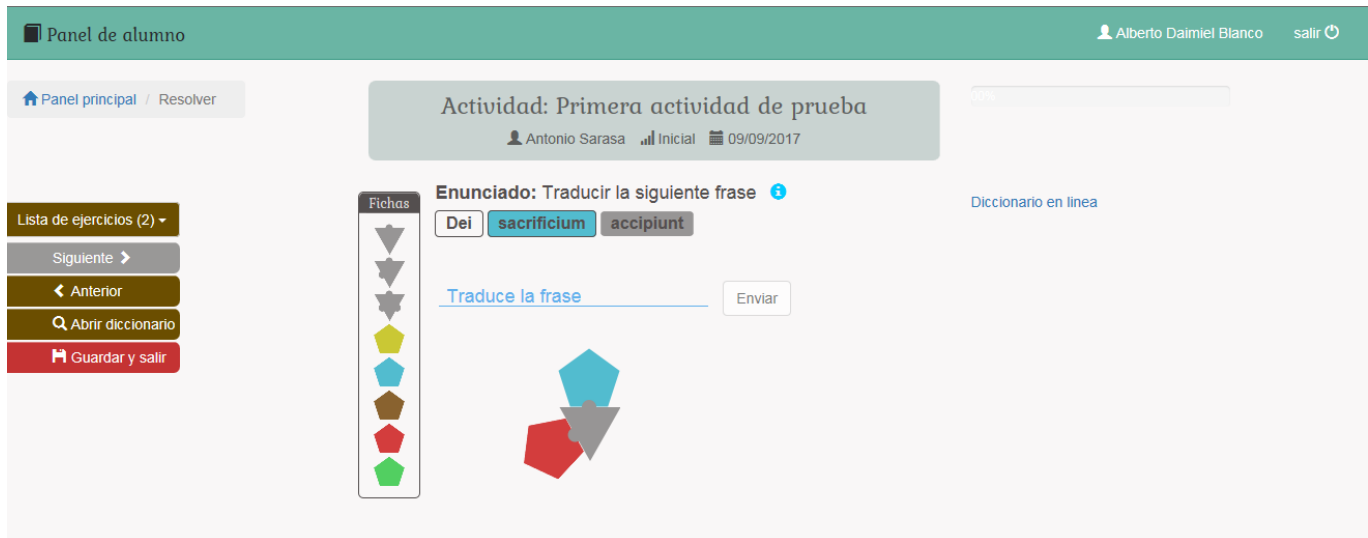 Panel de alumno
Alberto Daimiel Blanco salir
Panel principal / Resolver
Actividad: Primera actividad de prueba
Antonio Sarasa Inicial 09/09/2017
Lista de ejercicios (2)
Siguiente
Anterior
Abrir diccionario
Guardar y salir
Fichas
Enunciado: Traducir la siguiente frase
Dei sacrificium accipiunt
Traduce la frase
Enviar
Diccionario en linea